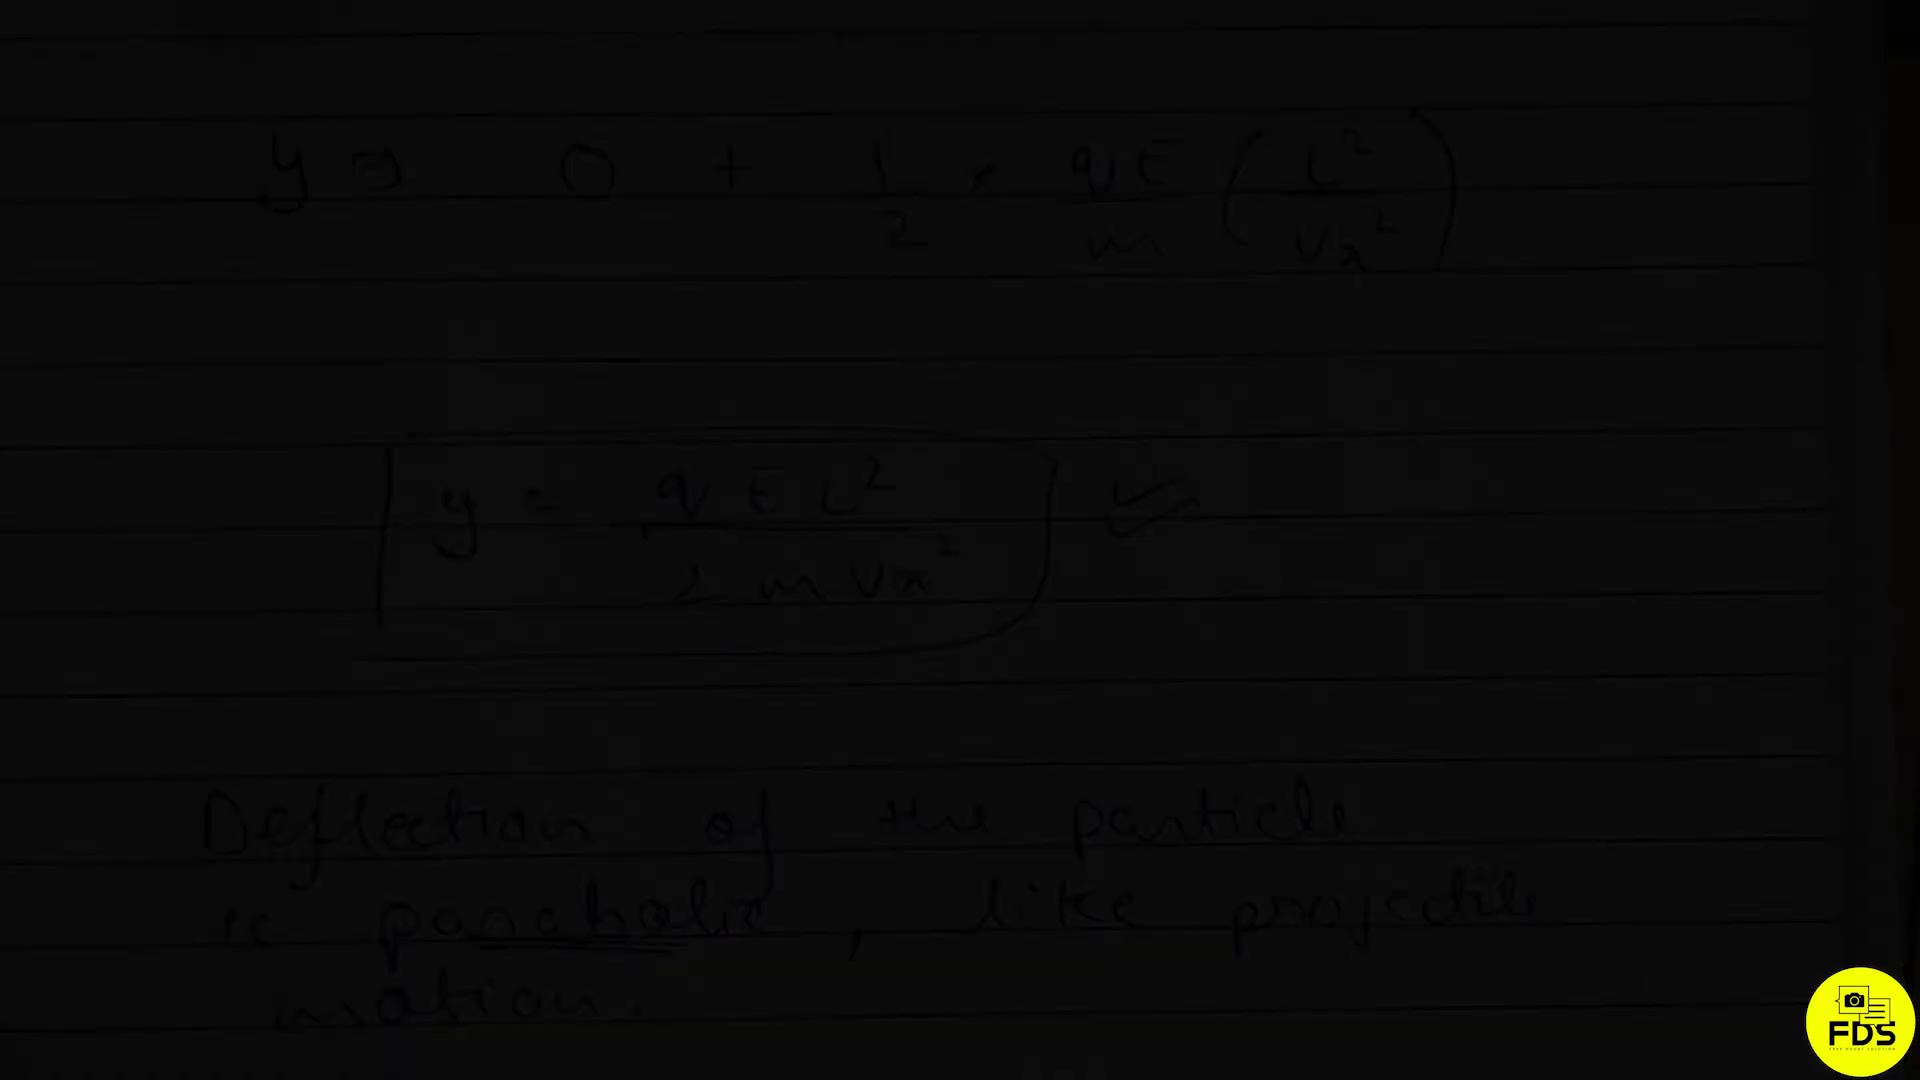 y ⇒ 0 + 1/2 × qE/m (L²/vx²)
y = qEL²/2mvx²
Deflection of the particle
is parabolic, like projectile
motion.
FDS